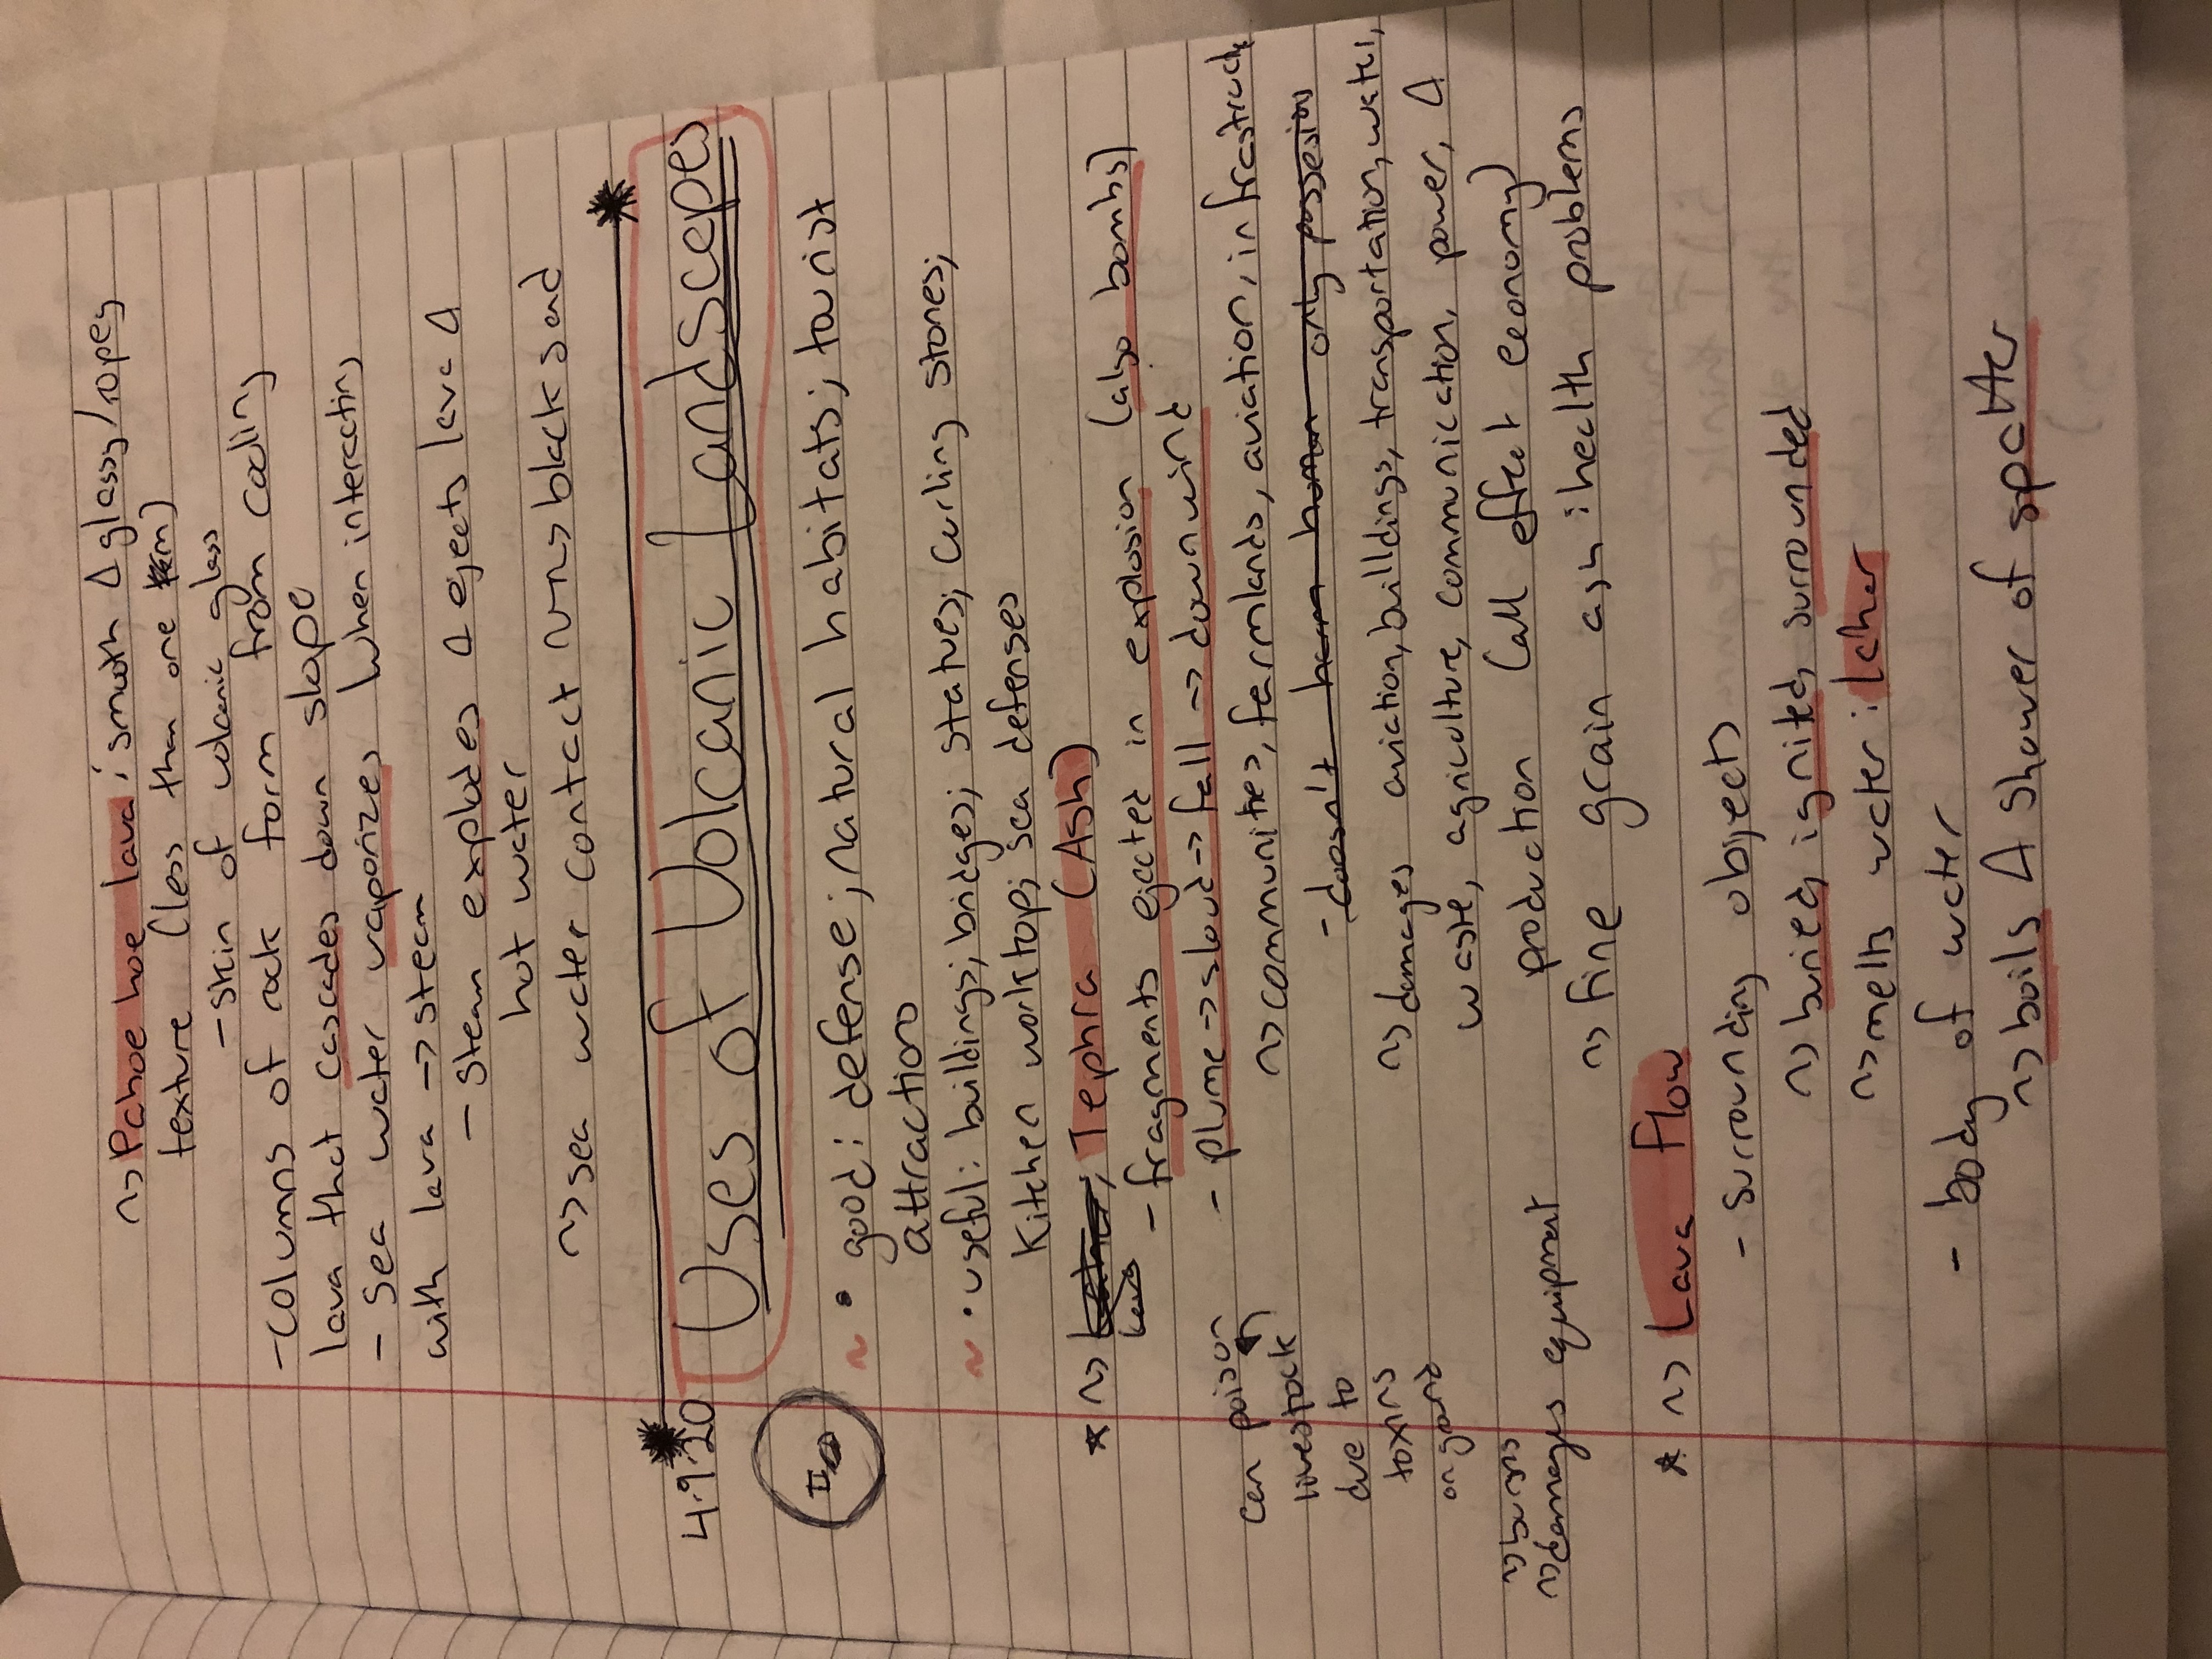 ~> Pahoe hoe lava: smooth & glassy/ropey
texture (less than one m)
- skin of volcanic glass
- columns of rock form from cooling
lava that cascades down slope
- Sea water vaporizes when interacting
with lava -> steam
- Steam explodes & ejects lava &
hot water
~> sea water contact ~~> black sand
4·9·20 Uses of Volcanic Landscapes
II
~ • good: defense; natural habitats; tourist
attractions
~ • useful: buildings; bridges; statues; curling stones;
Kitchen worktop; sea defenses
* ~> Tephra (Ash)
- fragments ejected in explosion (also bombs)
- plume -> sloud -> fall -> downwind
~> communities, farmlands, aviation, infrastructure
- doesn't harm human only possesions
~> damages aviation, builldings, transportation, water,
waste, agriculture, communication, power, &
production (all effect economy)
~> fine grain ash: health problems
can poison
livestock
due to
toxins
on ground
~> burns
~> damages equipment
* ~> Lava Flow
- surrounding objects
~> buried, ignited, surrounded
~> melts water: lahar
- body of water
~> boils & shower of spatter